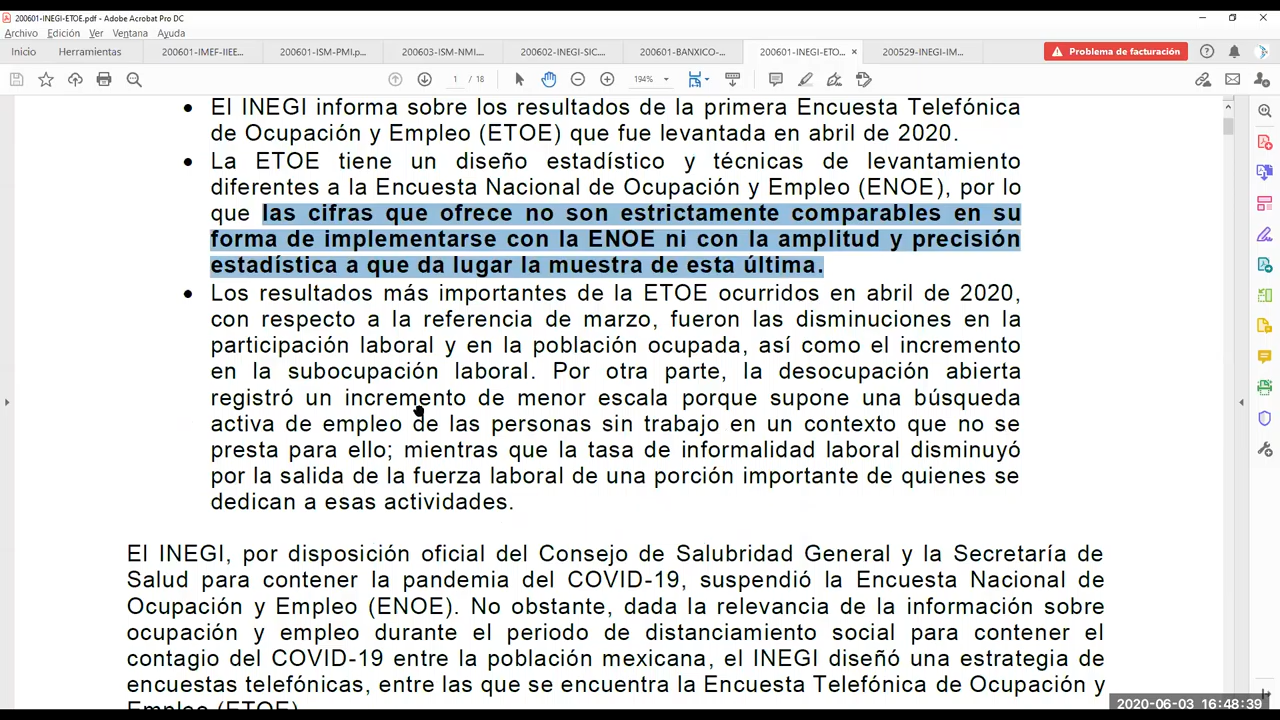 200601-INEGI-ETOE.pdf - Adobe Acrobat Pro DC
Archivo Edición Ver Ventana Ayuda
Inicio Herramientas 200601-IMEF-IIEE... 200601-ISM-PMI.p... 200603-ISM-NMI.... 200602-INEGI-SIC.... 200601-BANXICO-... 200601-INEGI-ETO... × 200529-INEGI-IM... Problema de facturación
1 / 18 194%
• El INEGI informa sobre los resultados de la primera Encuesta Telefónica
de Ocupación y Empleo (ETOE) que fue levantada en abril de 2020.
• La ETOE tiene un diseño estadístico y técnicas de levantamiento
diferentes a la Encuesta Nacional de Ocupación y Empleo (ENOE), por lo
que las cifras que ofrece no son estrictamente comparables en su
forma de implementarse con la ENOE ni con la amplitud y precisión
estadística a que da lugar la muestra de esta última.
• Los resultados más importantes de la ETOE ocurridos en abril de 2020,
con respecto a la referencia de marzo, fueron las disminuciones en la
participación laboral y en la población ocupada, así como el incremento
en la subocupación laboral. Por otra parte, la desocupación abierta
registró un incremento de menor escala porque supone una búsqueda
activa de empleo de las personas sin trabajo en un contexto que no se
presta para ello; mientras que la tasa de informalidad laboral disminuyó
por la salida de la fuerza laboral de una porción importante de quienes se
dedican a esas actividades.
El INEGI, por disposición oficial del Consejo de Salubridad General y la Secretaría de
Salud para contener la pandemia del COVID-19, suspendió la Encuesta Nacional de
Ocupación y Empleo (ENOE). No obstante, dada la relevancia de la información sobre
ocupación y empleo durante el periodo de distanciamiento social para contener el
contagio del COVID-19 entre la población mexicana, el INEGI diseñó una estrategia de
encuestas telefónicas, entre las que se encuentra la Encuesta Telefónica de Ocupación y
Empleo (ETOE)
2020-06-03 16:48:39